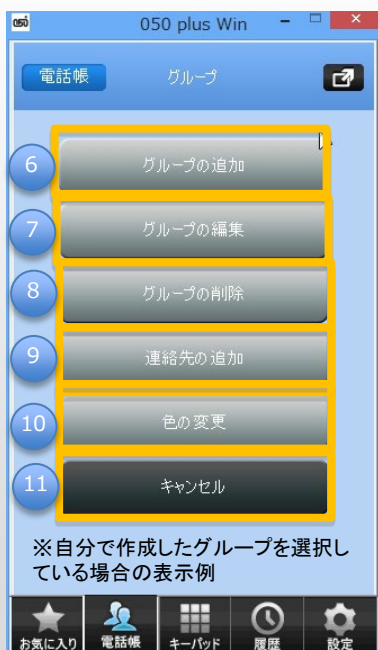 050 050 plus Win
電話帳 グループ
6 グループの追加
7 グループの編集
8 グループの削除
9 連絡先の追加
10 色の変更
11 キャンセル
※自分で作成したグループを選択し
ている場合の表示例
お気に入り 電話帳 キーパッド 履歴 設定